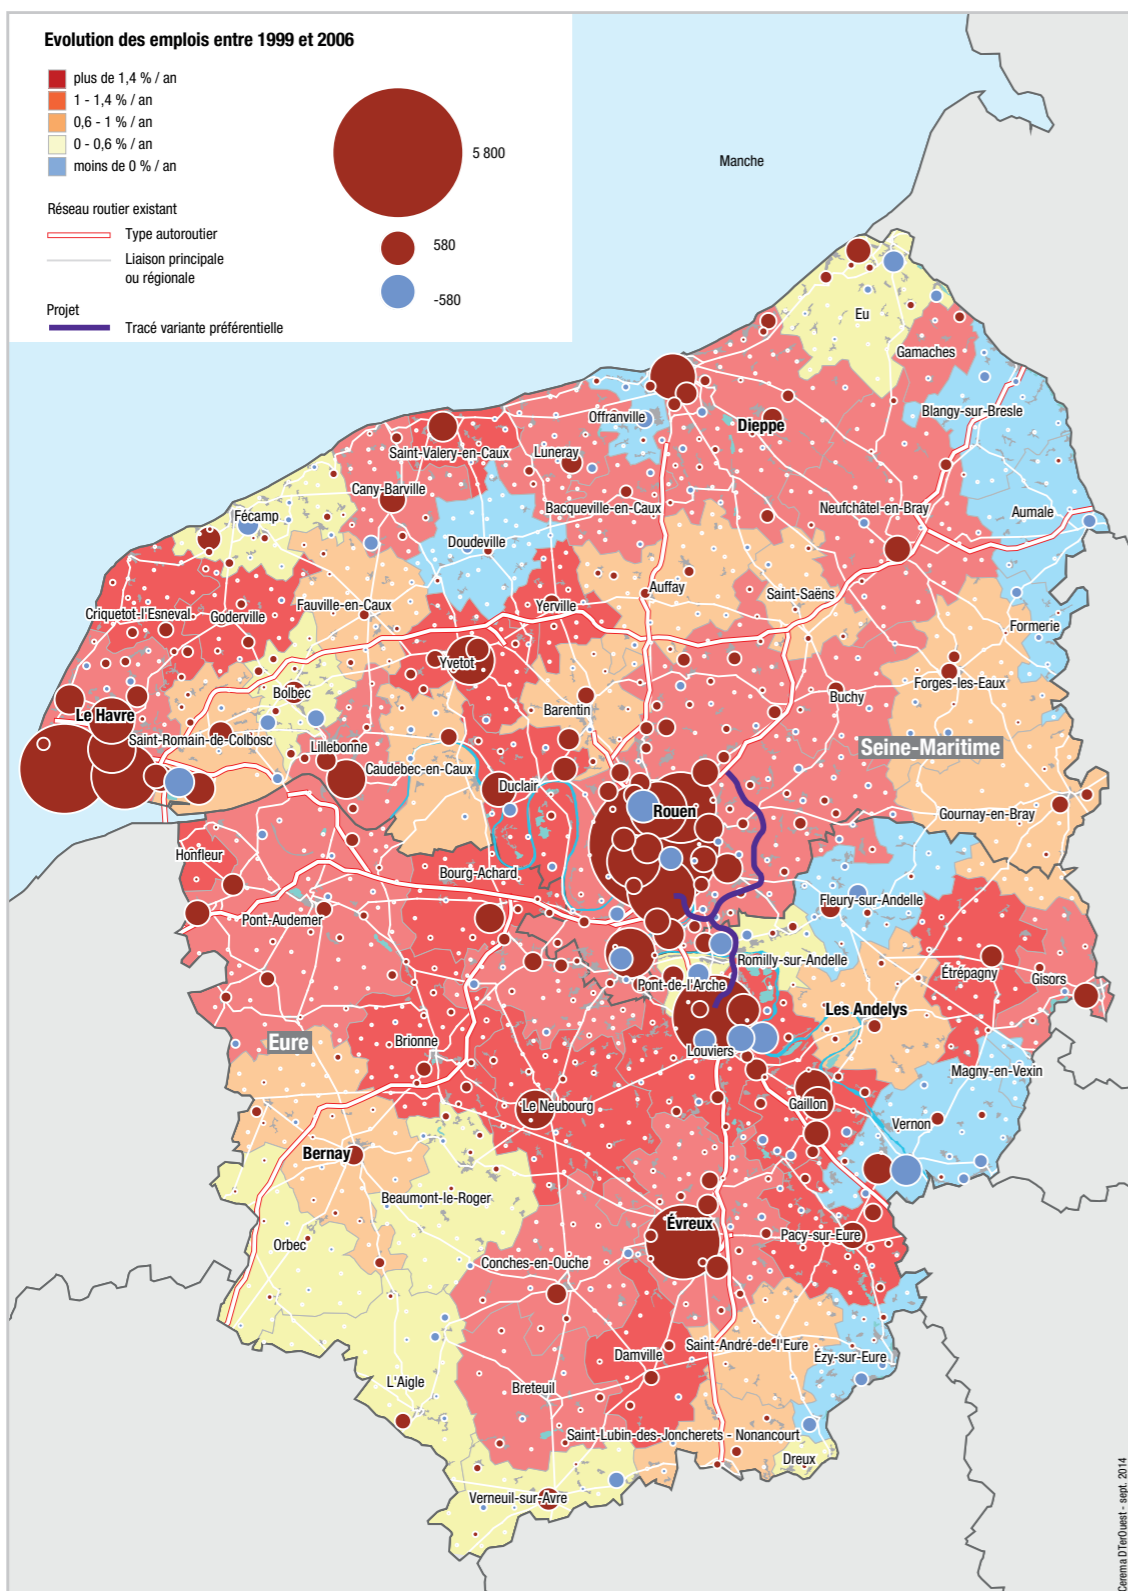 Evolution des emplois entre 1999 et 2006
plus de 1,4 % / an
1 - 1,4 % / an
0,6 - 1 % / an
0 - 0,6 % / an
moins de 0 % / an
5 800
580
-580
Réseau routier existant
Type autoroutier
Liaison principale
ou régionale
Projet
Tracé variante préférentielle
Manche
Eu
Gamaches
Blangy-sur-Bresle
Offranville
Dieppe
Saint-Valery-en-Caux
Luneray
Cany-Barville
Bacqueville-en-Caux
Neufchâtel-en-Bray
Aumale
Fécamp
Doudeville
Auffay
Saint-Saëns
Fauville-en-Caux
Yerville
Criquetot-l'Esneval
Goderville
Formerie
Yvetot
Forges-les-Eaux
Buchy
Bolbec
Barentin
Le Havre
Saint-Romain-de-Colbosc
Lillebonne
Caudebec-en-Caux
Seine-Maritime
Duclair
Rouen
Gournay-en-Bray
Honfleur
Bourg-Achard
Fleury-sur-Andelle
Pont-Audemer
Romilly-sur-Andelle
Étrépagny
Gisors
Pont-de-l'Arche
Les Andelys
Eure
Brionne
Louviers
Magny-en-Vexin
Le Neubourg
Gaillon
Vernon
Bernay
Beaumont-le-Roger
Évreux
Pacy-sur-Eure
Orbec
Conches-en-Ouche
Saint-André-de-l'Eure
Damville
Ézy-sur-Eure
L'Aigle
Breteuil
Saint-Lubin-des-Joncherets - Nonancourt
Dreux
Verneuil-sur-Avre
Cerema DTerOuest - sept. 2014